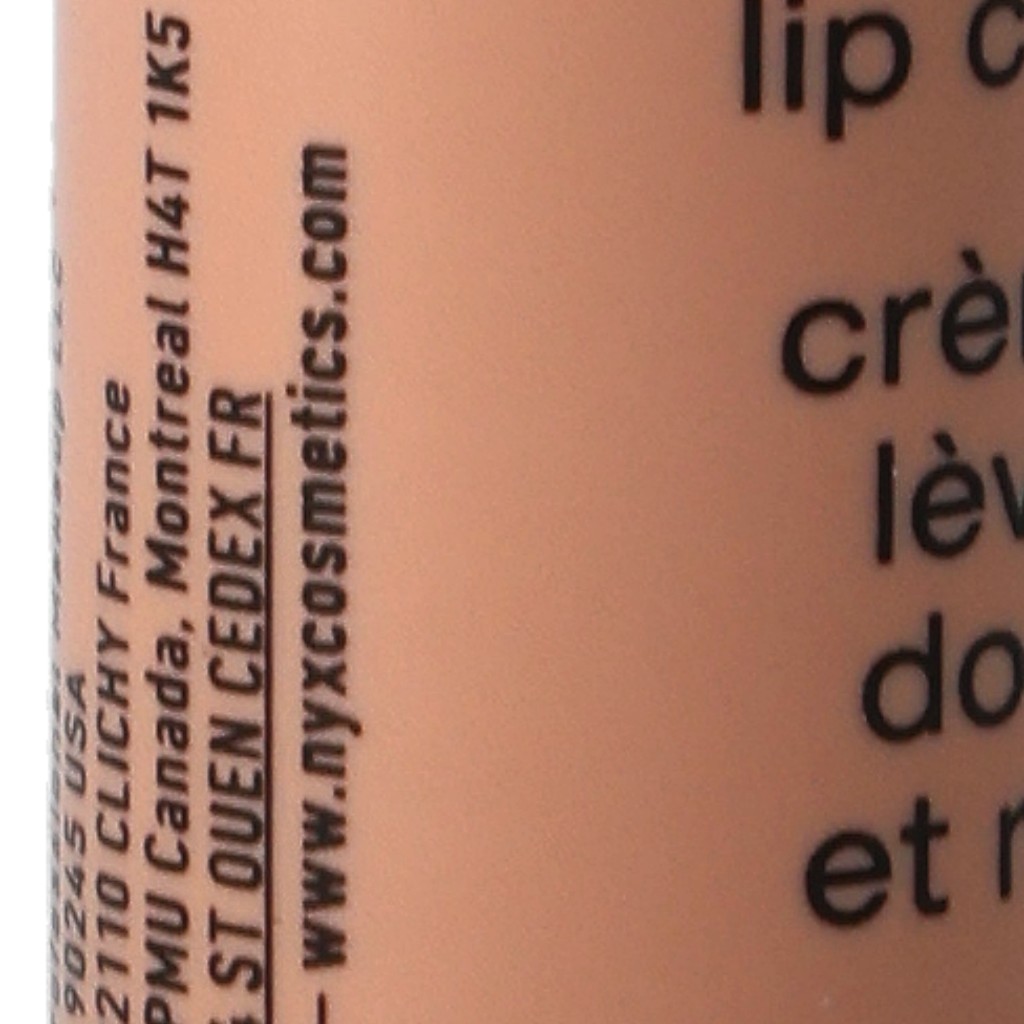 90245 USA
2110 CLICHY France
PMU Canada, Montreal H4T 1K5
ST OUEN CEDEX FR
– www.nyxcosmetics.com
lip c
crè
lèv
do
et